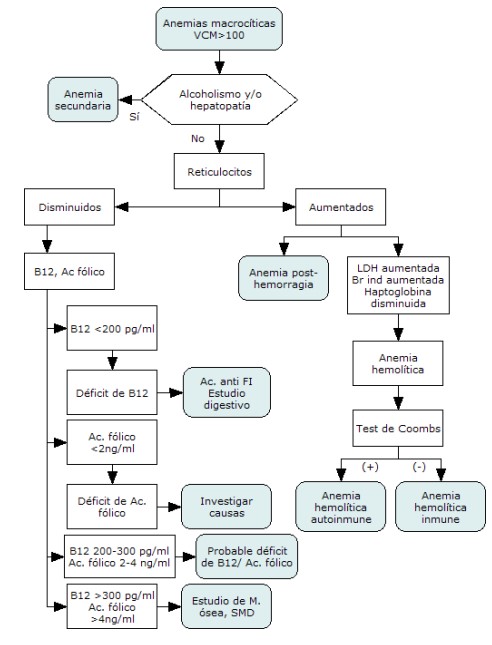 Anemias macrocíticas
VCM>100
Alcoholismo y/o
hepatopatía
Anemia
secundaria
Sí
No
Reticulocitos
Disminuidos
Aumentados
B12, Ac fólico
Anemia post-
hemorragia
LDH aumentada
Br ind aumentada
Haptoglobina
disminuida
B12 <200 pg/ml
Anemia
hemolítica
Déficit de B12
Ac. anti FI
Estudio
digestivo
Test de Coombs
Ac. fólico
<2ng/ml
(+)
(-)
Déficit de Ac.
fólico
Investigar
causas
Anemia
hemolítica
autoinmune
Anemia
hemolítica
inmune
B12 200-300 pg/ml
Ac. fólico 2-4 ng/ml
Probable déficit
de B12/ Ac. fólico
B12 >300 pg/ml
Ac. fólico
>4ng/ml
Estudio de M.
ósea, SMD